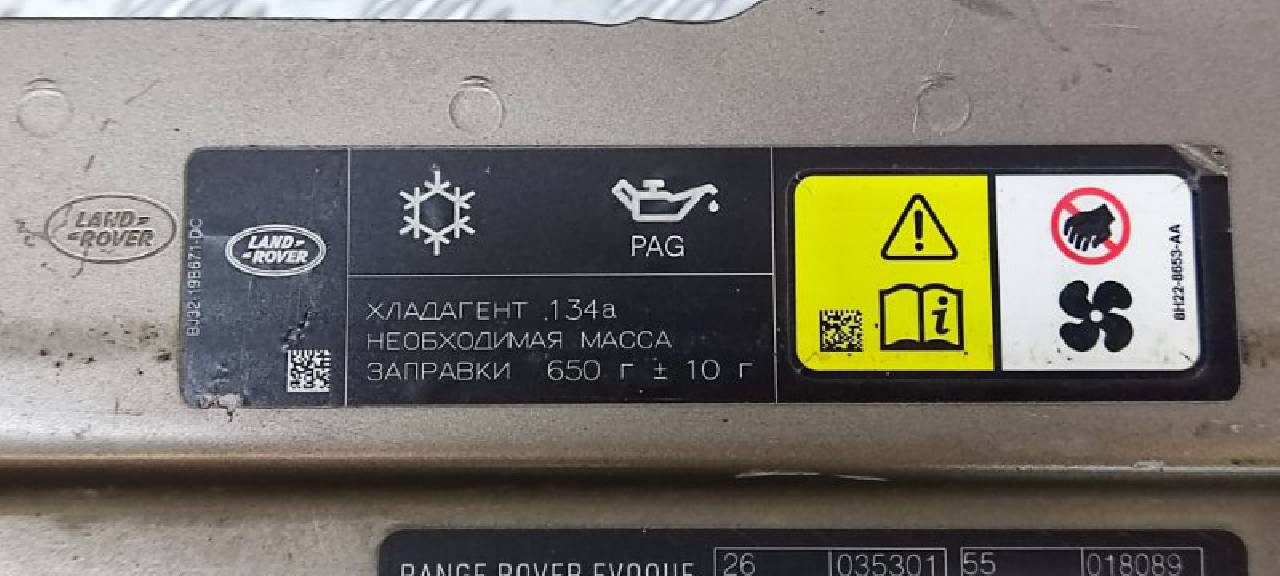 LAND-
ROVER
BJ32-19B671-DC
LAND-
ROVER
PAG
ХЛАДАГЕНТ .134a
НЕОБХОДИМАЯ МАССА
ЗАПРАВКИ 650 г ± 10 г
i
8H22-8653-AA
RANGE ROVER EVOQUE 26 035301 55 018089